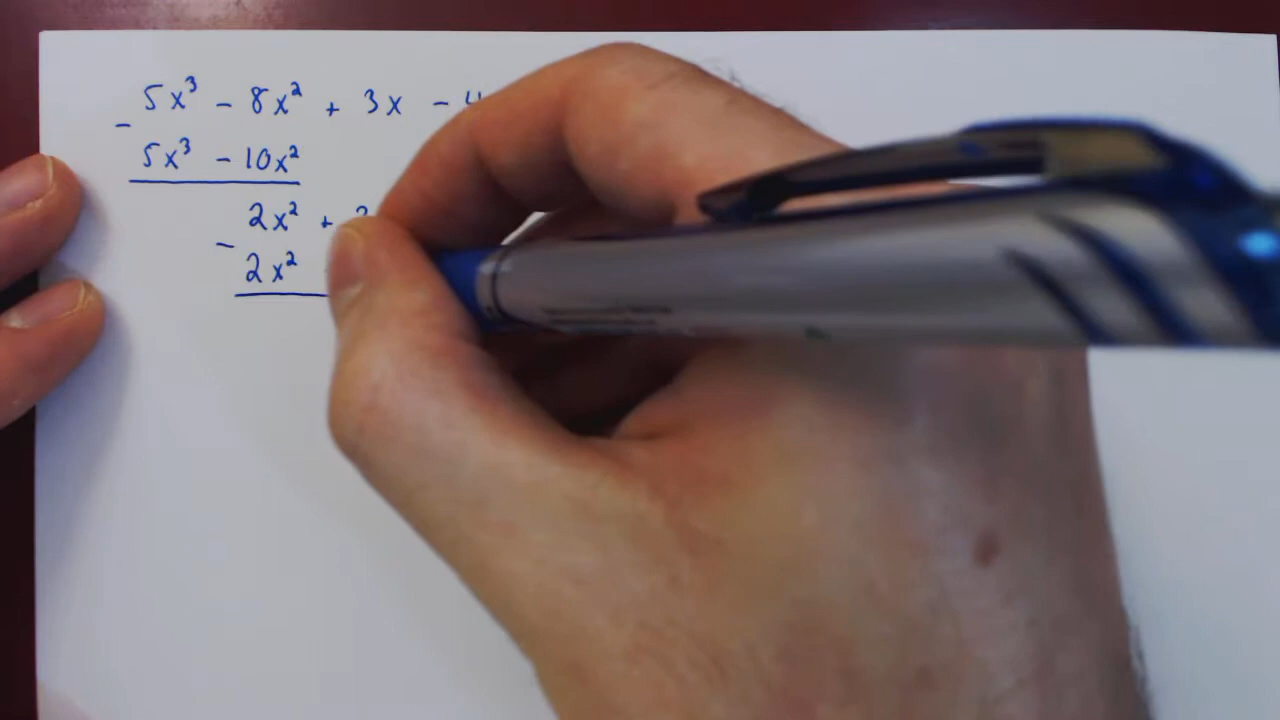 5x³ - 8x² + 3x -
- 5x³ - 10x²
2x² +
- 2x²